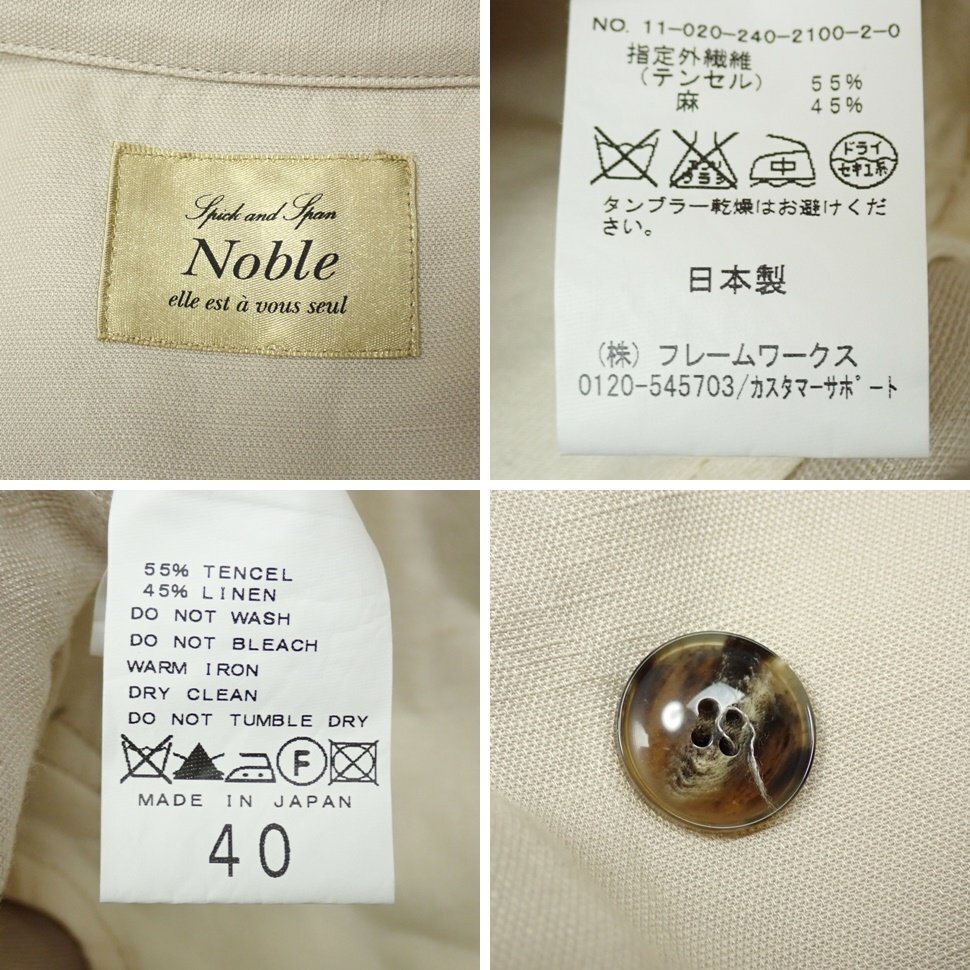 Spick and Span
Noble
elle est à vous seul
NO. 11-020-240-2100-2-0
指定外繊維
(テンセル) 55%
麻 45%
中
ドライ
セキユ系
タンブラー乾燥はお避けくだ
さい。
日本製
(株) フレームワークス
0120-545703/カスタマーサポート
55% TENCEL
45% LINEN
DO NOT WASH
DO NOT BLEACH
WARM IRON
DRY CLEAN
DO NOT TUMBLE DRY
F
MADE IN JAPAN
40